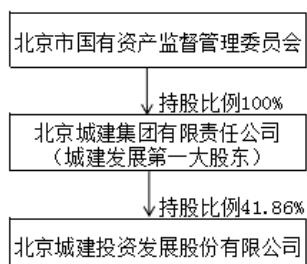 北京市国有资产监督管理委员会
持股比例100%
北京城建集团有限责任公司
（城建发展第一大股东）
持股比例41.86%
北京城建投资发展股份有限公司